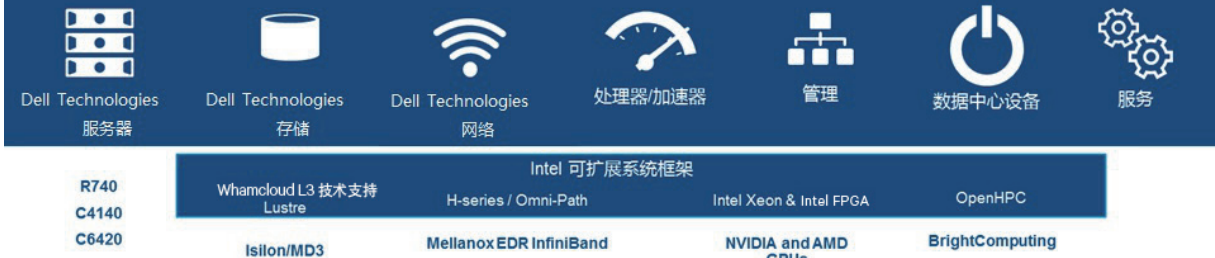 Dell Technologies
服务器
Dell Technologies
存储
Dell Technologies
网络
处理器/加速器
管理
数据中心设备
服务
R740
C4140
C6420
Intel 可扩展系统框架
Whamcloud L3 技术支持
Lustre
H-series / Omni-Path
Intel Xeon & Intel FPGA
OpenHPC
Isilon/MD3
Mellanox EDR InfiniBand
NVIDIA and AMD
GPUs
BrightComputing